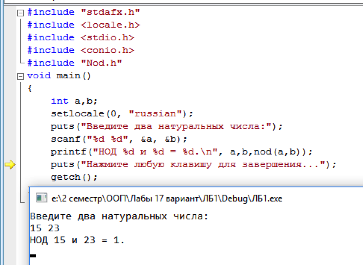 #include "stdafx.h"
#include <locale.h>
#include <stdio.h>
#include <conio.h>
#include "Nod.h"
void main()
{
int a,b;
setlocale(0, "russian");
puts("Введите два натуральных числа:");
scanf("%d %d", &a, &b);
printf("НОД %d и %d = %d.\n", a,b,nod(a,b));
puts("Нажмите любую клавишу для завершения...");
getch();
e:\2 семестр\ООП\Лабы 17 вариант\ЛБ1\Debug\ЛБ1.exe
Введите два натуральных числа:
15 23
НОД 15 и 23 = 1.